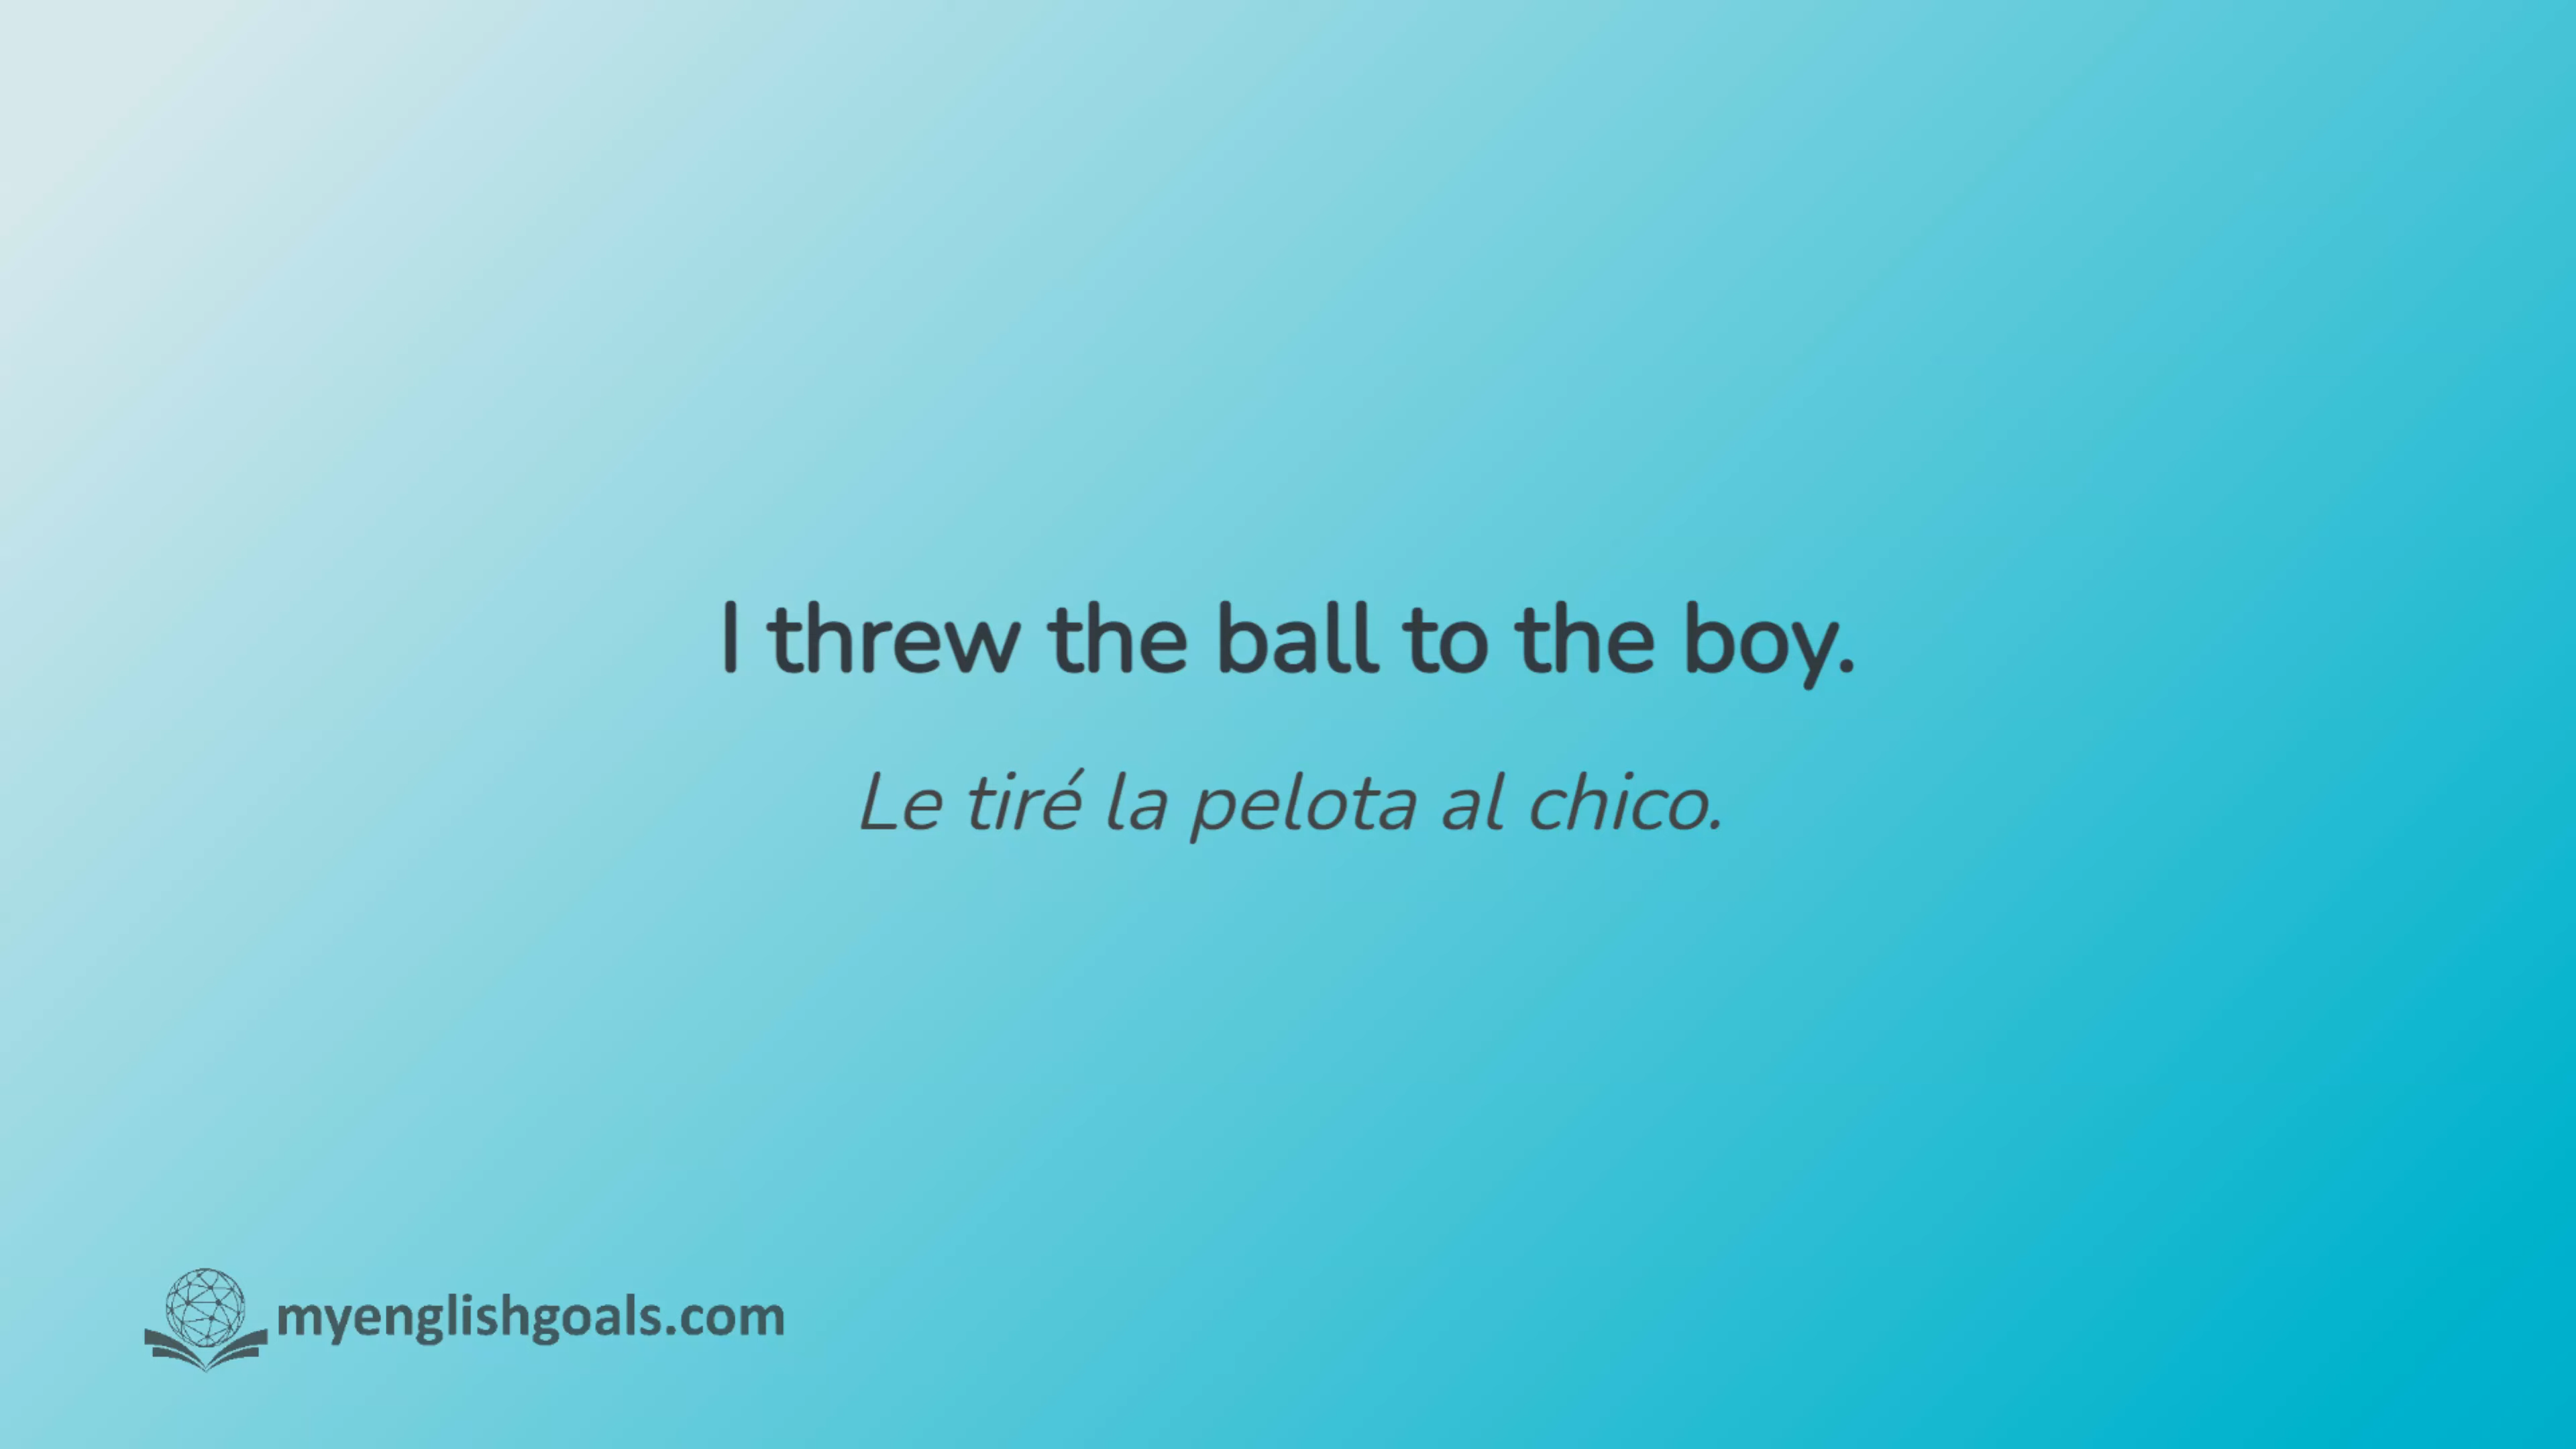 I threw the ball to the boy.
Le tiré la pelota al chico.
myenglishgoals.com